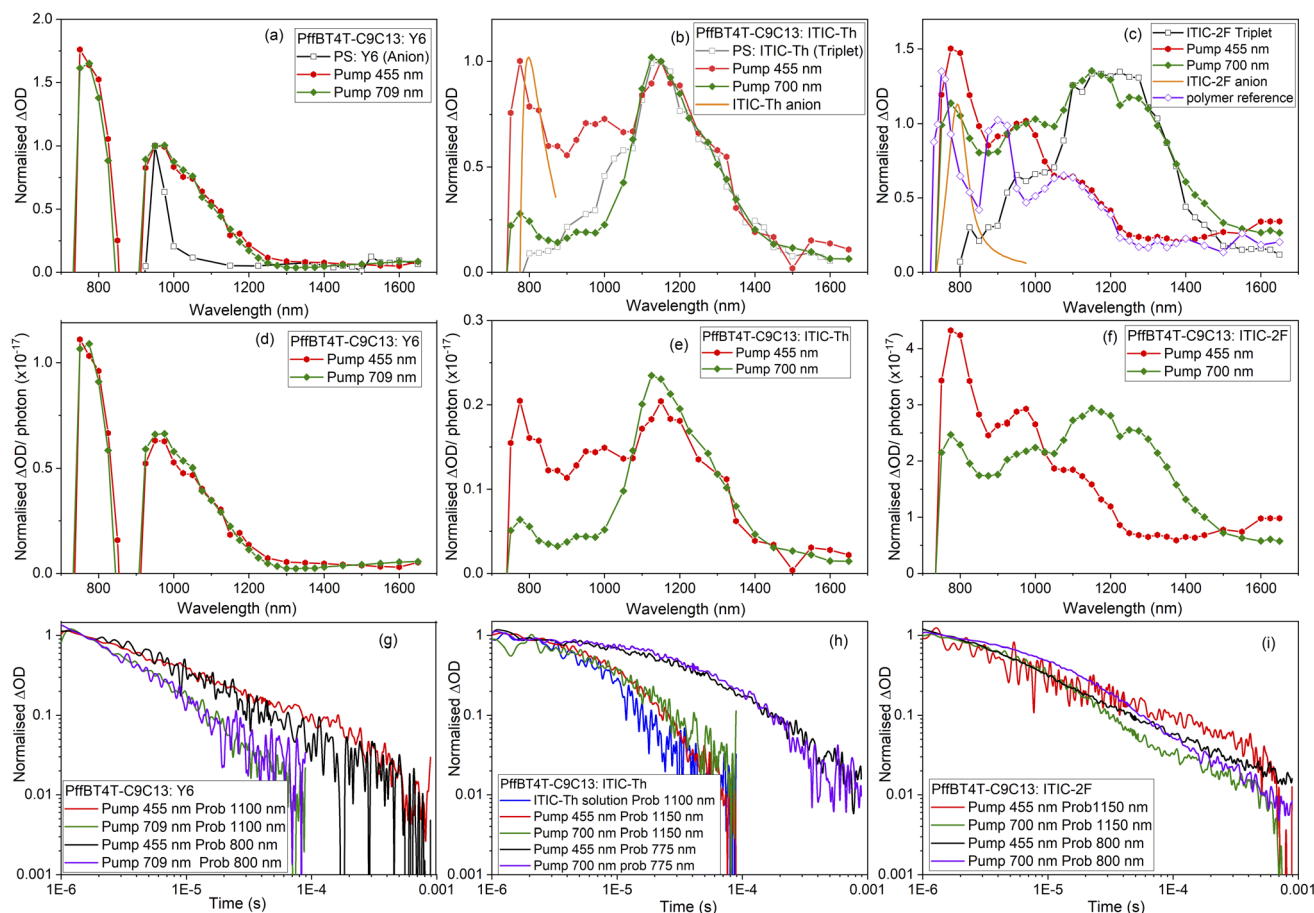 (a)
PffBT4T-C9C13: Y6
PS: Y6 (Anion)
Pump 455 nm
Pump 709 nm
Normalised ΔOD
2.0
1.5
1.0
0.5
0.0
800 1000 1200 1400 1600
Wavelength (nm)
(b)
PffBT4T-C9C13: ITIC-Th
PS: ITIC-Th (Triplet)
Pump 455 nm
Pump 700 nm
ITIC-Th anion
Normalised ΔOD
1.0
0.5
0.0
800 1000 1200 1400 1600
Wavelength (nm)
(c)
ITIC-2F Triplet
Pump 455 nm
Pump 700 nm
ITIC-2F anion
polymer reference
Normalised ΔOD
1.5
1.0
0.5
0.0
800 1000 1200 1400 1600
Wavelength (nm)
(d)
PffBT4T-C9C13: Y6
Pump 455 nm
Pump 709 nm
Normalised ΔOD/ photon (x10-17)
1.0
0.5
0.0
800 1000 1200 1400 1600
Wavelength (nm)
(e)
PffBT4T-C9C13: ITIC-Th
Pump 455 nm
Pump 700 nm
Normalised ΔOD/ photon (x10-17)
0.3
0.2
0.1
0.0
800 1000 1200 1400 1600
Wavelength (nm)
(f)
PffBT4T-C9C13: ITIC-2F
Pump 455 nm
Pump 700 nm
Normalised ΔOD/ photon (x10-17)
4
3
2
1
0
800 1000 1200 1400 1600
Wavelength (nm)
(g)
Normalised ΔOD
1
0.1
0.01
0.001
PffBT4T-C9C13: Y6
Pump 455 nm Prob 1100 nm
Pump 709 nm Prob 1100 nm
Pump 455 nm Prob 800 nm
Pump 709 nm Prob 800 nm
1E-6 1E-5 1E-4 0.001
Time (s)
(h)
Normalised ΔOD
1
0.1
0.01
0.001
PffBT4T-C9C13: ITIC-Th
ITIC-Th solution Prob 1100 nm
Pump 455 nm Prob 1150 nm
Pump 700 nm Prob 1150 nm
Pump 455 nm prob 775 nm
Pump 700 nm prob 775 nm
1E-6 1E-5 1E-4 0.001
Time (s)
(i)
Normalised ΔOD
1
0.1
0.01
0.001
PffBT4T-C9C13: ITIC-2F
Pump 455 nm Prob1150 nm
Pump 700 nm Prob 1150 nm
Pump 455 nm Prob 800 nm
Pump 700 nm Prob 800 nm
1E-6 1E-5 1E-4 0.001
Time (s)